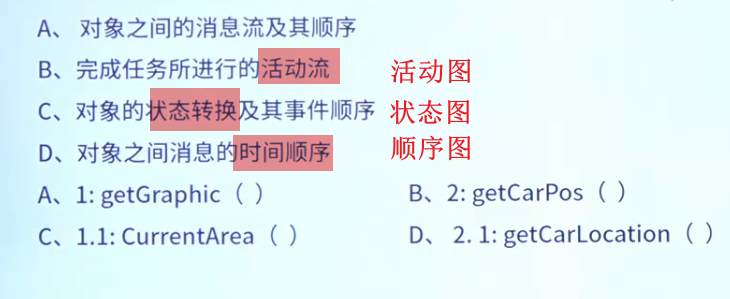 A、对象之间的消息流及其顺序
B、完成任务所进行的活动流 活动图
C、对象的状态转换及其事件顺序 状态图
D、对象之间消息的时间顺序 顺序图
A、1: getGraphic（ ） B、2: getCarPos（ ）
C、1.1: CurrentArea（ ） D、 2. 1: getCarLocation（ ）